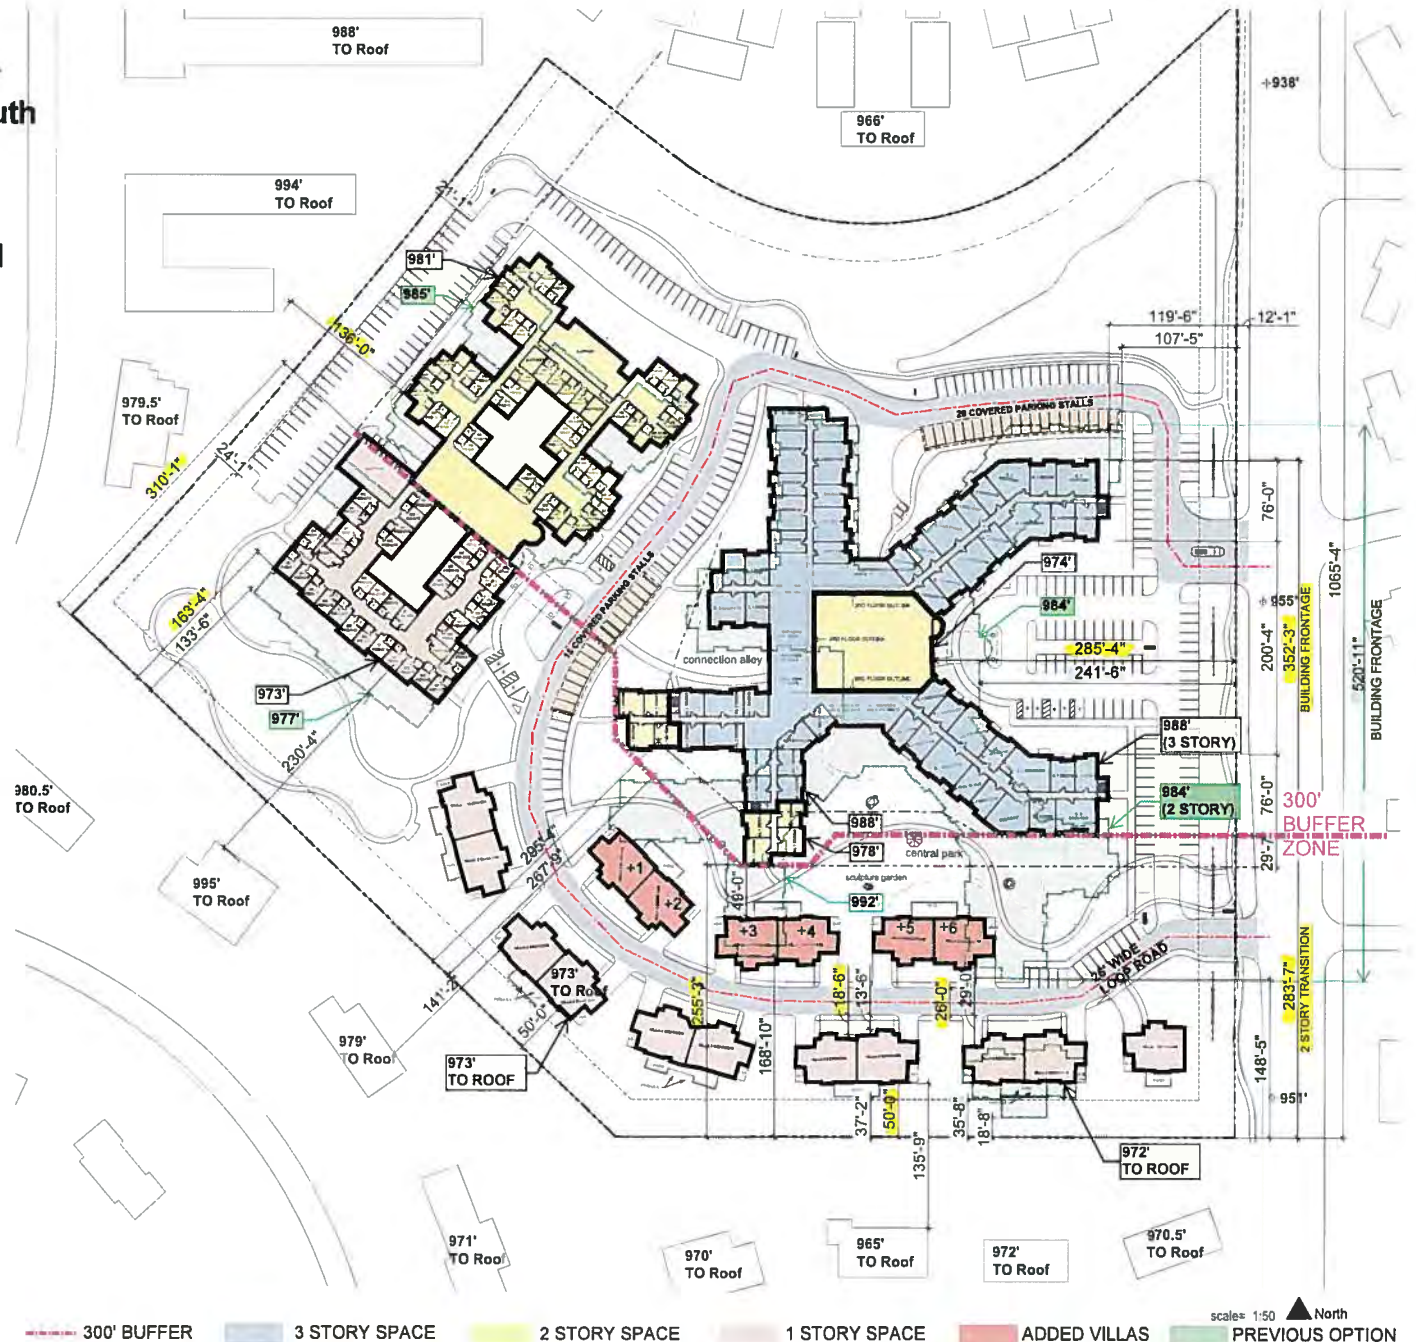 988'
TO Roof
uth
966'
TO Roof
938'
994'
TO Roof
21'-1"
981'
985'
136'-0"
119'-6"
12'-1"
107'-5"
979.5'
TO Roof
310'-1"
24'-1"
28 COVERED PARKING STALLS
76'-0"
974'
984'
955'
163'-4"
133'-6"
connection alley
285'-4"
241'-6"
200'-4"
352'-3"
BUILDING FRONTAGE
1065'-4"
520'-11"
BUILDING FRONTAGE
973'
977'
230'-4"
988'
(3 STORY)
984'
(2 STORY)
76'-0"
300'
BUFFER
ZONE
29'-7"
980.5'
TO Roof
988'
978'
central park
sculpture garden
992'
49'-0"
267'-9"
995'
TO Roof
+1
+2
+3
+4
+5
+6
26' WIDE
LOOP ROAD
283'-7"
2 STORY TRANSITION
973'
TO Roof
141'-2"
50'-0"
255'-3"
18'-6"
13'-6"
26'-0"
29'-0"
168'-10"
148'-5"
979'
TO Roof
973'
TO ROOF
951'
37'-2"
50'-0"
35'-8"
18'-8"
135'-9"
972'
TO ROOF
971'
TO Roof
970'
TO Roof
965'
TO Roof
972'
TO Roof
970.5'
TO Roof
scale= 1:50
North
300' BUFFER
3 STORY SPACE
2 STORY SPACE
1 STORY SPACE
ADDED VILLAS
PREVIOUS OPTION